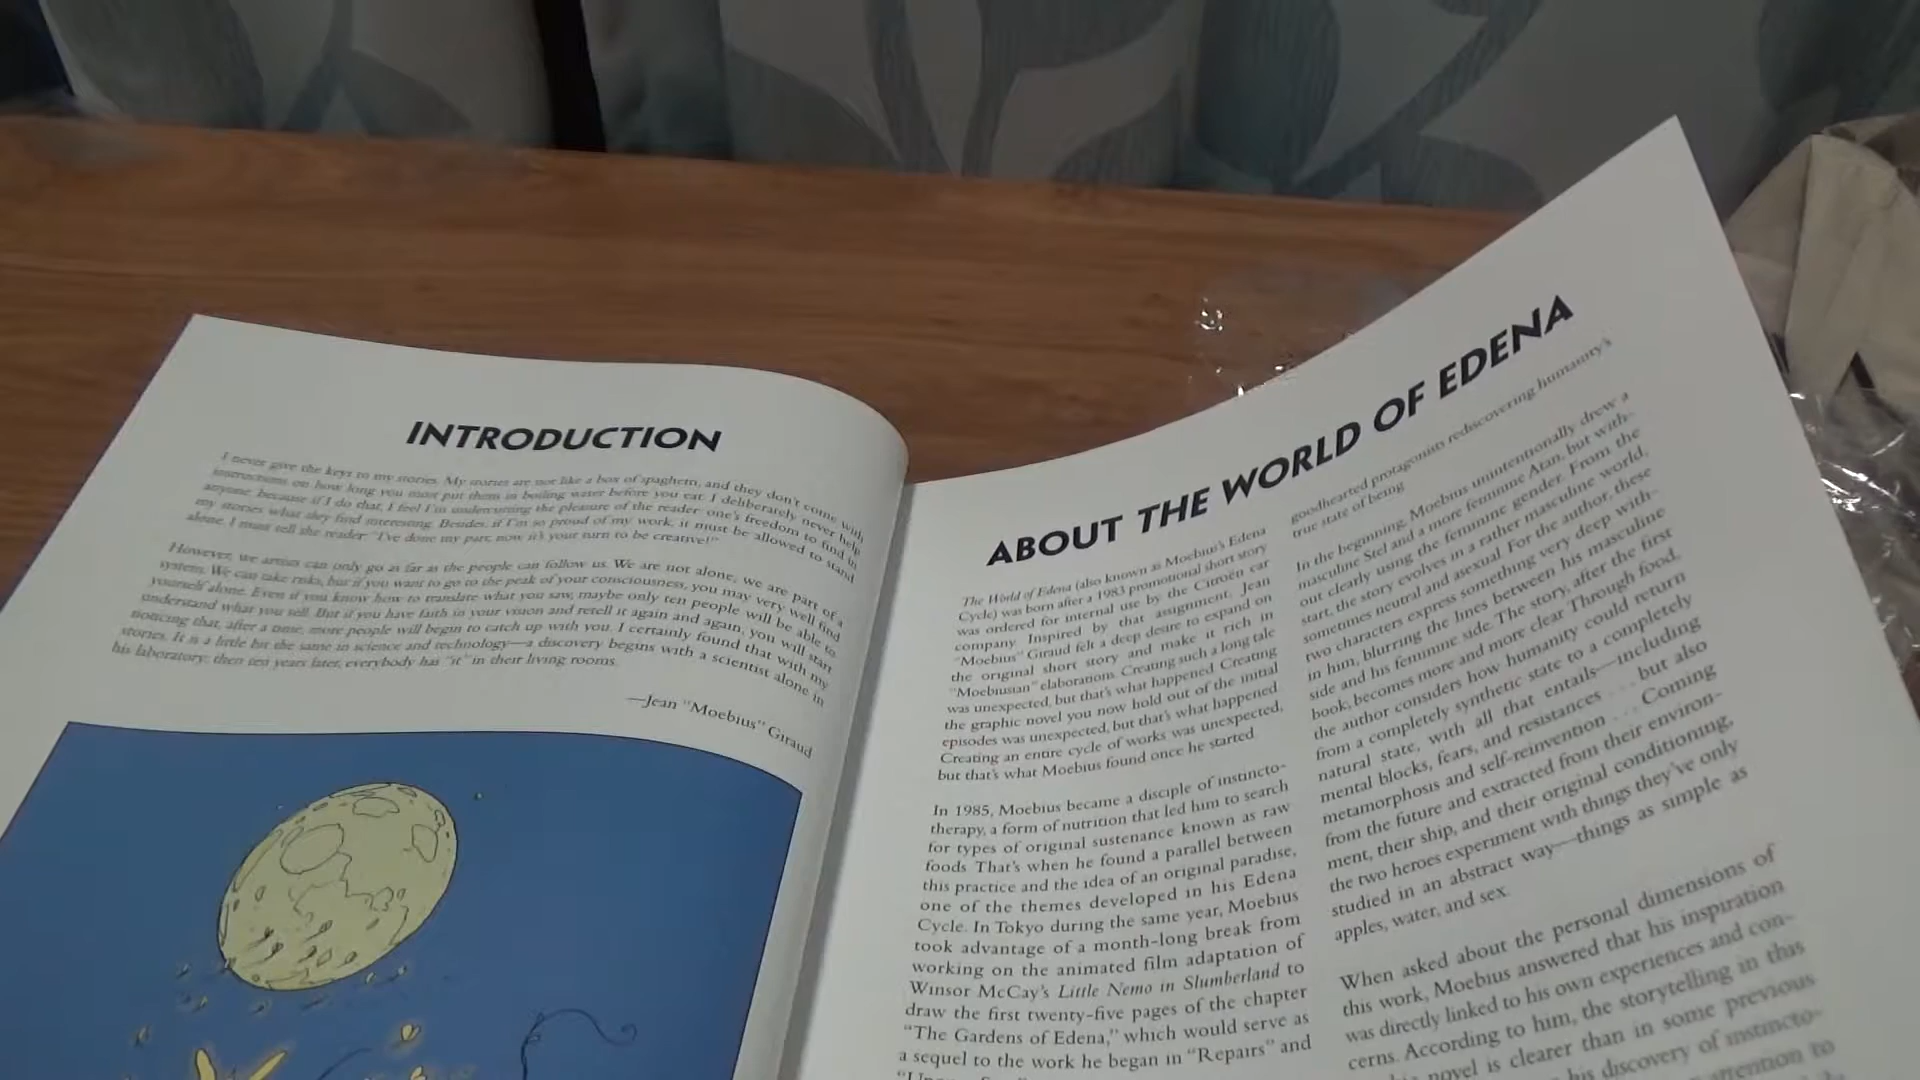 INTRODUCTION
I never give the keys to my stories. My stories are not like a box of spaghetti, and they don't come with
instructions on how long you must put them in boiling water before you eat. I deliberately never help
anyone, because if I do that, I feel I'm undercutting the pleasure of the reader: one's freedom to find in
my stories what they find interesting. Besides, if I'm so proud of my work, it must be allowed to stand
alone. I must tell the reader "I've done my part, now it's your turn to be creative!"
However, we artists can only go as far as the people can follow us. We are not alone, we are part of a
system. We can take risks, but if you want to go to the peak of your consciousness, you may very well find
yourself alone. Even if you know how to translate what you saw, maybe only ten people will be able to
understand what you tell. But if you have faith in your vision and retell it again and again, you will start
noticing that, after a time, more people will begin to catch up with you. I certainly found that with my
stories. It is a little bit the same in science and technology—a discovery begins with a scientist alone in
his laboratory; then ten years later, everybody has "it" in their living rooms.
—Jean "Moebius" Giraud
ABOUT THE WORLD OF EDENA
The World of Edena (also known as Moebius's Edena
Cycle) was born after a 1983 promotional short story
was ordered for internal use by the Citroën car
company. Inspired by that assignment, Jean
"Moebius" Giraud felt a deep desire to expand on
the original short story and make it rich in
"Moebiusian" elaborations. Creating such a long tale
was unexpected, but that's what happened. Creating
the graphic novel you now hold out of the initial
episodes was unexpected, but that's what happened.
Creating an entire cycle of works was unexpected,
but that's what Moebius found once he started.
In 1985, Moebius became a disciple of instincto-
therapy, a form of nutrition that led him to search
for types of original sustenance known as raw
foods. That's when he found a parallel between
this practice and the idea of an original paradise,
one of the themes developed in his Edena
Cycle. In Tokyo during the same year, Moebius
took advantage of a month-long break from
working on the animated film adaptation of
Winsor McCay's Little Nemo in Slumberland to
draw the first twenty-five pages of the chapter
"The Gardens of Edena," which would serve as
a sequel to the work he began in "Repairs" and
goodhearted protagonists rediscovering humanity's
true state of being
In the beginning, Moebius unintentionally drew a
masculine Stel and a more feminine Atan, but with-
out clearly using the feminine gender. From the
start, the story evolves in a rather masculine world,
sometimes neutral and asexual. For the author, these
two characters express something very deep with-
in him, blurring the lines between his masculine
side and his feminine side. The story, after the first
book, becomes more and more clear. Through food,
the author considers how humanity could return
from a completely synthetic state to a completely
natural state, with all that entails—including
mental blocks, fears, and resistances . . . but also
metamorphosis and self-reinvention . . . Coming
from the future and extracted from their environ-
ment, their ship, and their original conditioning,
the two heroes experiment with things they've only
studied in an abstract way—things as simple as
apples, water, and sex.
When asked about the personal dimensions of
this work, Moebius answered that his inspiration
was directly linked to his own experiences and con-
cerns. According to him, the storytelling in this
novel is clearer than in some previous
his discovery of instincto-
attention to